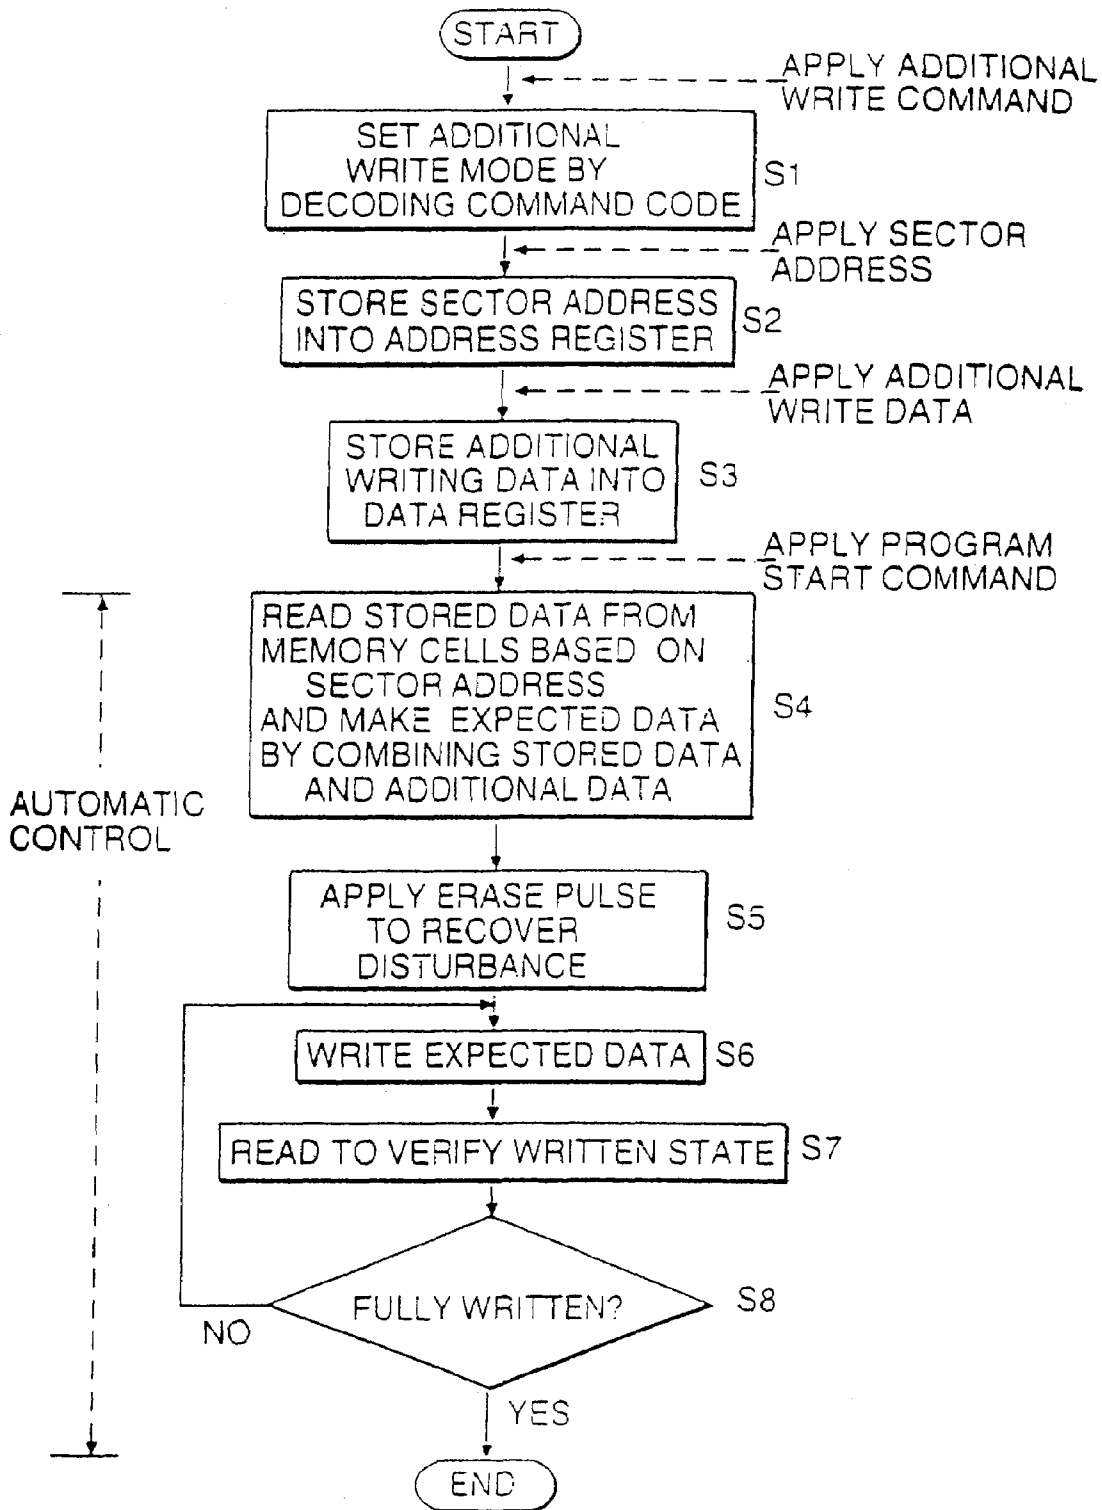 START
APPLY ADDITIONAL
WRITE COMMAND
SET ADDITIONAL
WRITE MODE BY
DECODING COMMAND CODE
S1
APPLY SECTOR
ADDRESS
STORE SECTOR ADDRESS
INTO ADDRESS REGISTER
S2
APPLY ADDITIONAL
WRITE DATA
STORE ADDITIONAL
WRITING DATA INTO
DATA REGISTER
S3
APPLY PROGRAM
START COMMAND
READ STORED DATA FROM
MEMORY CELLS BASED ON
SECTOR ADDRESS
AND MAKE EXPECTED DATA
BY COMBINING STORED DATA
AND ADDITIONAL DATA
S4
AUTOMATIC
CONTROL
APPLY ERASE PULSE
TO RECOVER
DISTURBANCE
S5
WRITE EXPECTED DATA
S6
READ TO VERIFY WRITTEN STATE
S7
FULLY WRITTEN?
S8
NO
YES
END